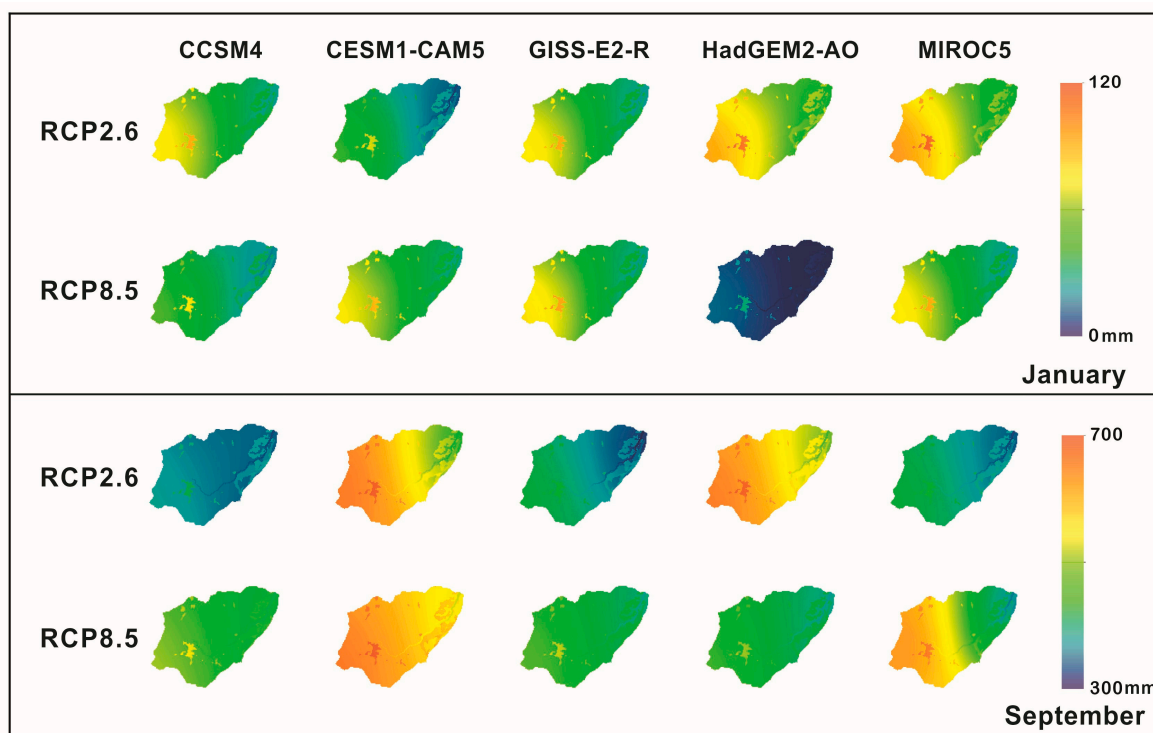 CCSM4 CESM1-CAM5 GISS-E2-R HadGEM2-AO MIROC5
120
RCP2.6
RCP8.5
0mm
January
700
RCP2.6
RCP8.5
300mm
September